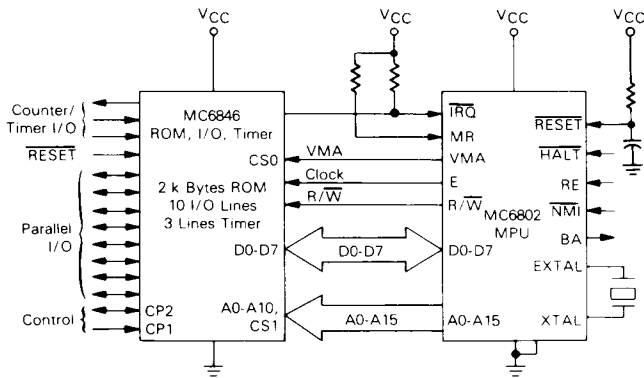 VCC
VCC
VCC
VCC
Counter/
Timer I/O
RESET
Parallel
I/O
Control
MC6846
ROM, I/O, Timer
CS0
2 k Bytes ROM
10 I/O Lines
3 Lines Timer
D0-D7
A0-A10,
CS1
CP2
CP1
VMA
Clock
R/W
D0-D7
A0-A15
IRQ
MR
VMA
E
R/W
MC6802
MPU
D0-D7
A0-A15
RESET
HALT
RE
NMI
BA
EXTAL
XTAL